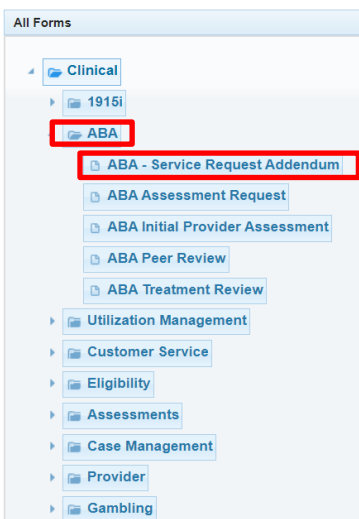 All Forms
Clinical
1915i
ABA
ABA - Service Request Addendum
ABA Assessment Request
ABA Initial Provider Assessment
ABA Peer Review
ABA Treatment Review
Utilization Management
Customer Service
Eligibility
Assessments
Case Management
Provider
Gambling